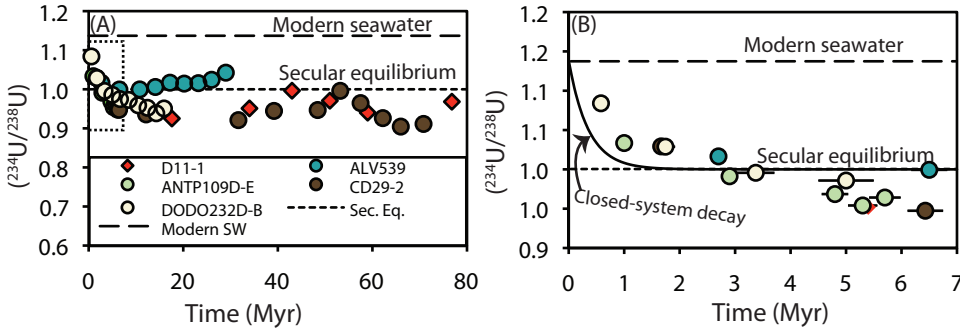 (A)
(²³⁴U/²³⁸U)
1.2
1.1
1.0
0.9
0.8
0.7
0.6
Modern seawater
Secular equilibrium
D11-1
ANTP109D-E
DODO232D-B
Modern SW
ALV539
CD29-2
Sec. Eq.
0 20 40 60 80
Time (Myr)
(B)
(²³⁴U/²³⁸U)
1.2
1.2
1.1
1.1
1.0
1.0
0.9
Modern seawater
Secular equilibrium
Closed-system decay
0 1 2 3 4 5 6 7
Time (Myr)